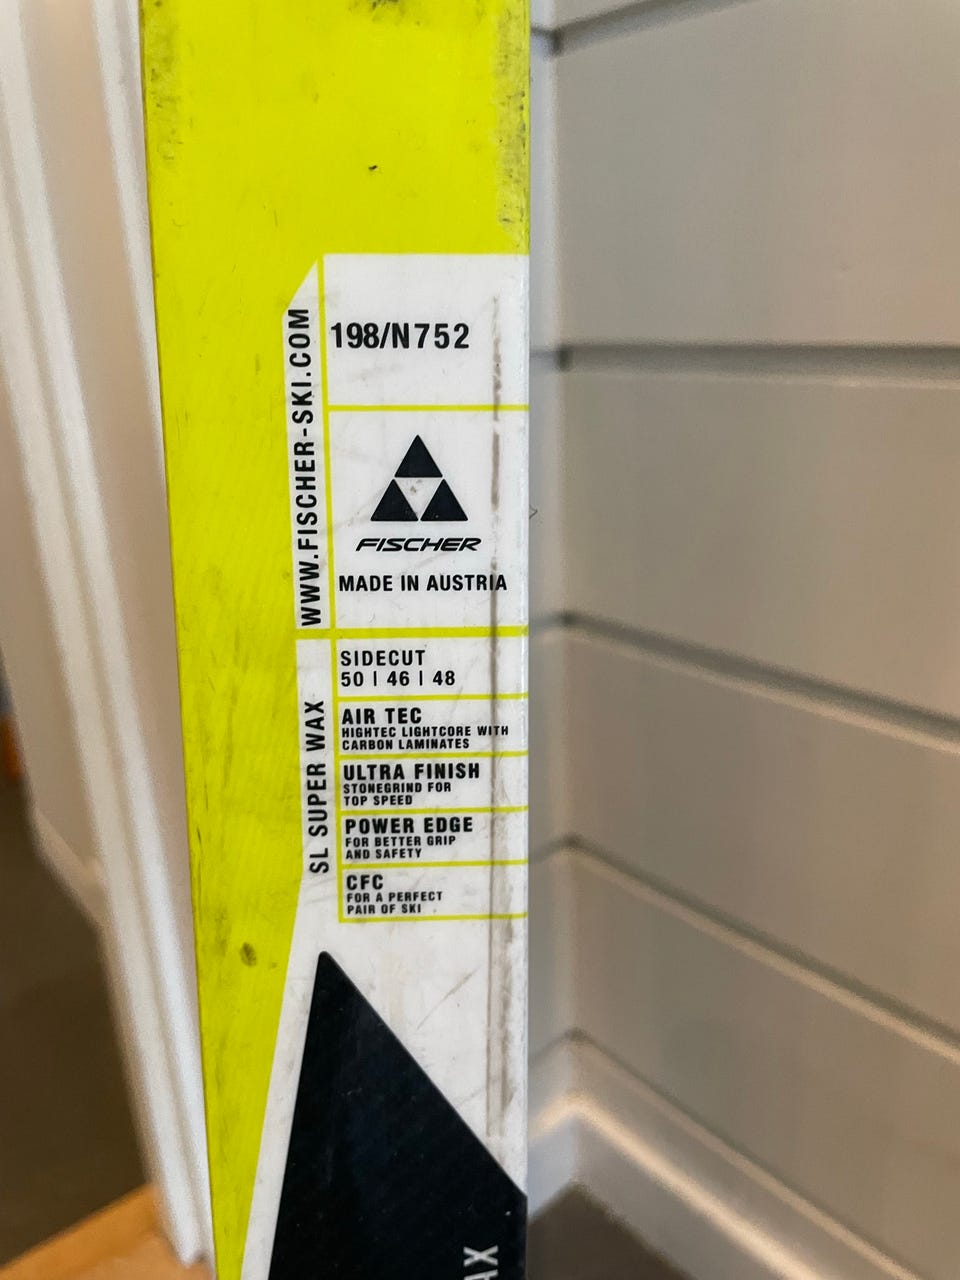 198/N752
WWW.FISCHER-SKI.COM
FISCHER
MADE IN AUSTRIA
SL SUPER WAX
SIDECUT
50 | 46 | 48
AIR TEC
HIGHTEC LIGHTCORE WITH
CARBON LAMINATES
ULTRA FINISH
STONEGRIND FOR
TOP SPEED
POWER EDGE
FOR BETTER GRIP
AND SAFETY
CFC
FOR A PERFECT
PAIR OF SKI
AX